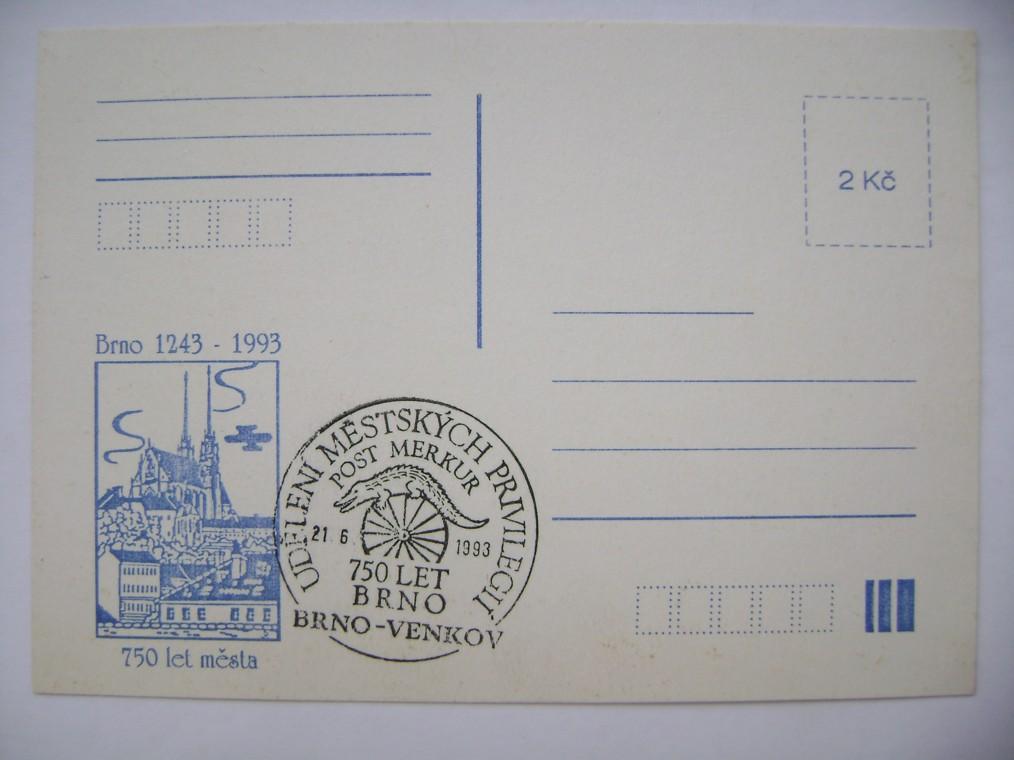 2 Kč
Brno 1243 - 1993
750 let města
UDĚLENÍ MĚSTSKÝCH PRIVILEGIÍ
POST MERKUR
21. 6. 1993
750 LET
BRNO
BRNO-VENKOV